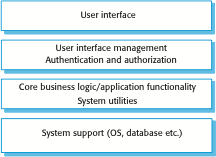 User interface
User interface management
Authentication and authorization
Core business logic/application functionality
System utilities
System support (OS, database etc.)